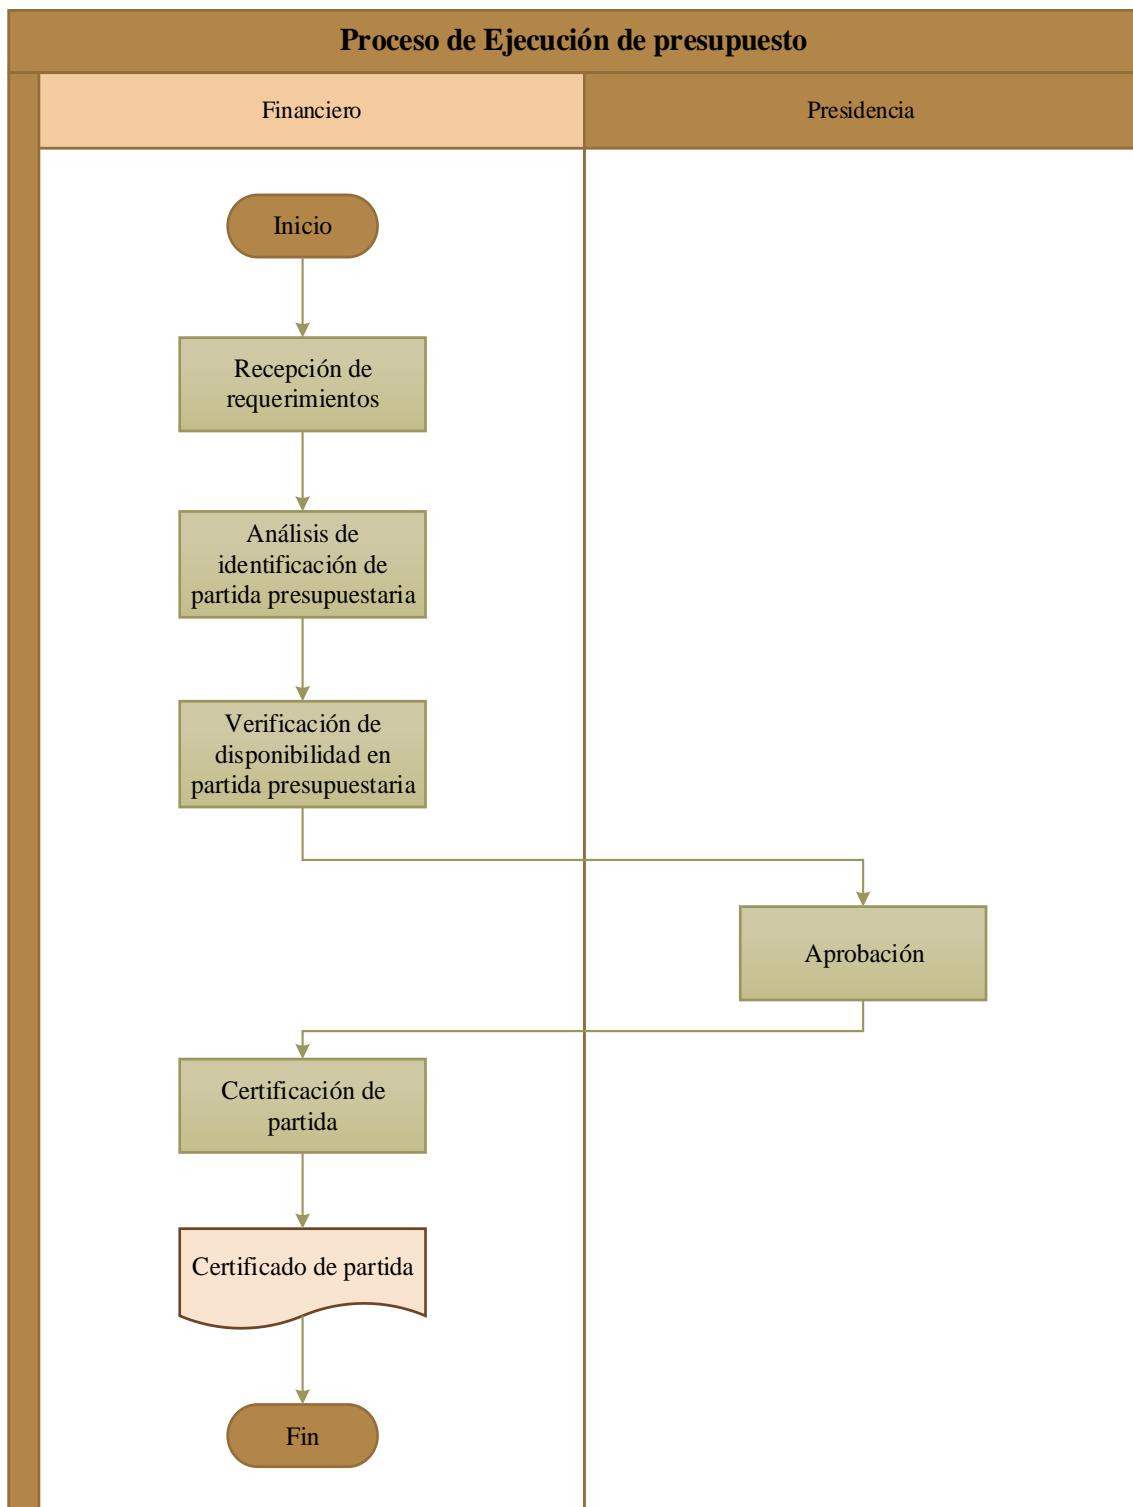 Proceso de Ejecución de presupuesto
Financiero
Presidencia
Inicio
Recepción de
requerimientos
Análisis de
identificación de
partida presupuestaria
Verificación de
disponibilidad en
partida presupuestaria
Aprobación
Certificación de
partida
Certificado de partida
Fin